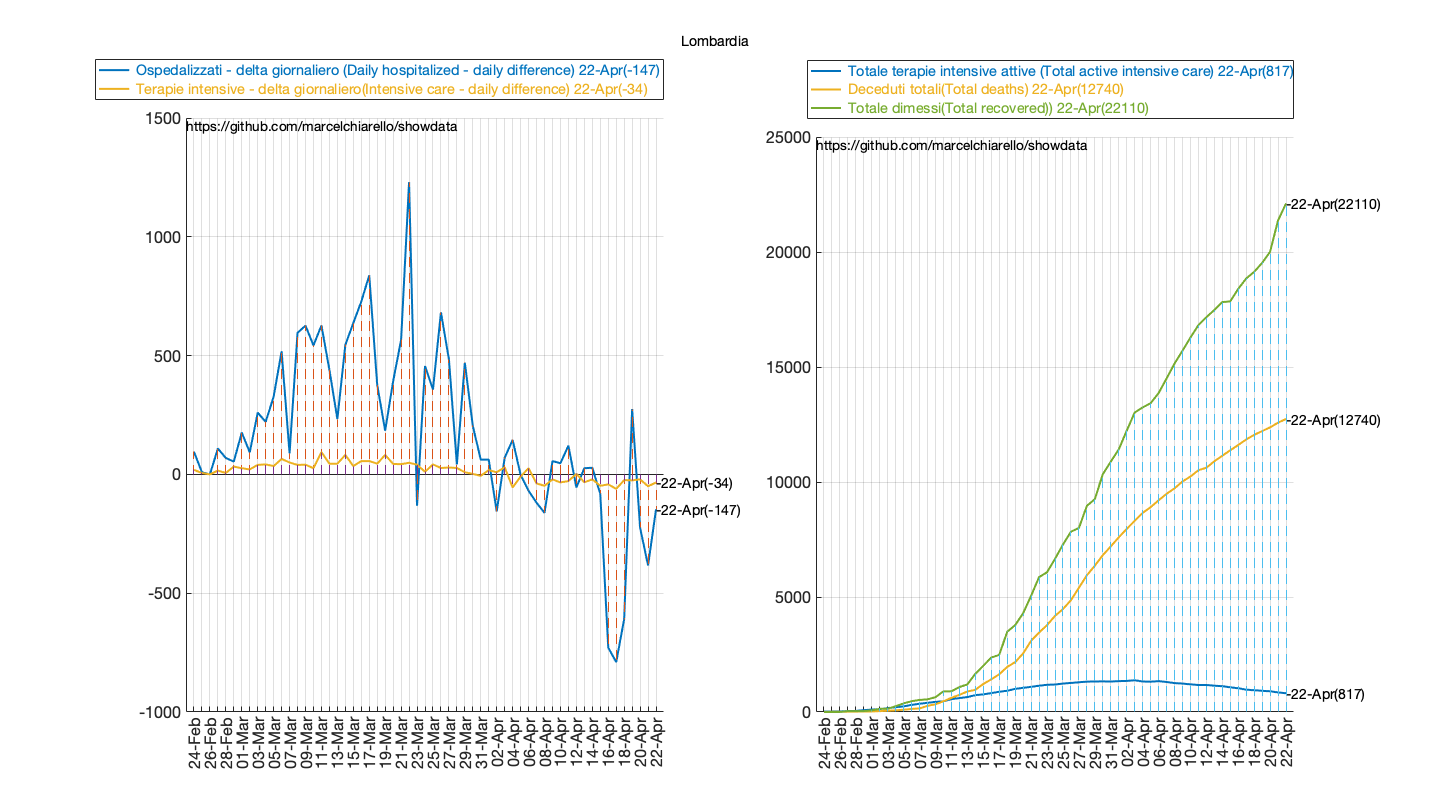 Lombardia
Ospedalizzati - delta giornaliero (Daily hospitalized - daily difference) 22-Apr(-147)
Terapie intensive - delta giornaliero(Intensive care - daily difference) 22-Apr(-34)
https://github.com/marcelchiarello/showdata
1500
1000
500
0
-500
-1000
22-Apr(-34)
22-Apr(-147)
24-Feb
26-Feb
28-Feb
01-Mar
03-Mar
05-Mar
07-Mar
09-Mar
11-Mar
13-Mar
15-Mar
17-Mar
19-Mar
21-Mar
23-Mar
25-Mar
27-Mar
29-Mar
31-Mar
02-Apr
04-Apr
06-Apr
08-Apr
10-Apr
12-Apr
14-Apr
16-Apr
18-Apr
20-Apr
22-Apr
Totale terapie intensive attive (Total active intensive care) 22-Apr(817)
Deceduti totali(Total deaths) 22-Apr(12740)
Totale dimessi(Total recovered)) 22-Apr(22110)
https://github.com/marcelchiarello/showdata
25000
20000
15000
10000
5000
0
22-Apr(22110)
22-Apr(12740)
22-Apr(817)
24-Feb
26-Feb
28-Feb
01-Mar
03-Mar
05-Mar
07-Mar
09-Mar
11-Mar
13-Mar
15-Mar
17-Mar
19-Mar
21-Mar
23-Mar
25-Mar
27-Mar
29-Mar
31-Mar
02-Apr
04-Apr
06-Apr
08-Apr
10-Apr
12-Apr
14-Apr
16-Apr
18-Apr
20-Apr
22-Apr